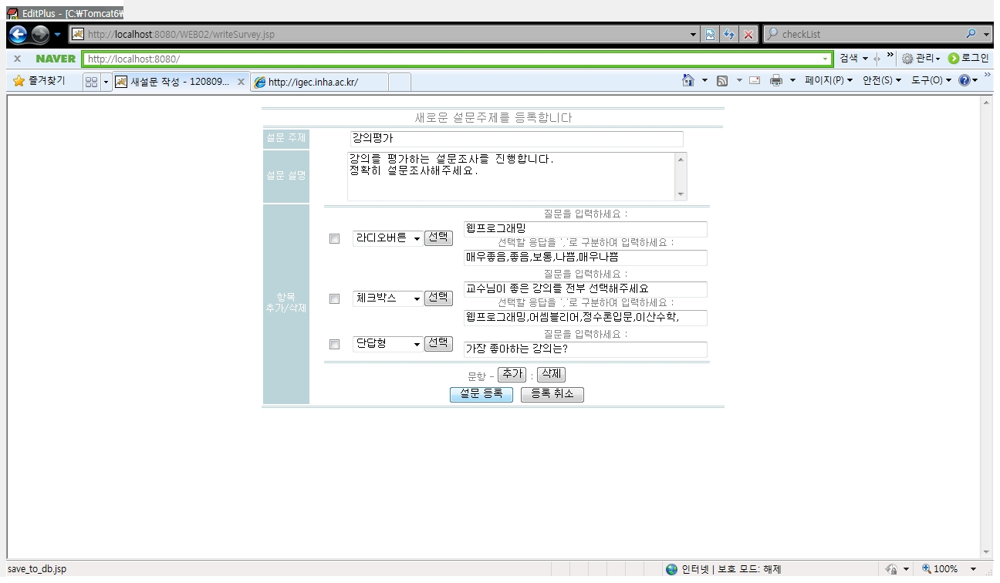 EditPlus - [C:\Tomcat6\
http://localhost:8080/WEB02/writeSurvey.jsp
checkList
x NAVER http://localhost:8080/ 검색 » 관리 로그인
즐겨찾기 새설문 작성 - 120809... x http://igec.inha.ac.kr/ 페이지(P) 안전(S) 도구(O) »
새로운 설문주제를 등록합니다
설문 주제 강의평가
설문 설명 강의를 평가하는 설문조사를 진행합니다.
정확히 설문조사해주세요.
항목
추가/삭제
질문을 입력하세요 :
라디오버튼 선택 웹프로그래밍
선택할 응답을 ','로 구분하여 입력하세요 :
매우좋음,좋음,보통,나쁨,매우나쁨
질문을 입력하세요 :
체크박스 선택 교수님이 좋은 강의를 전부 선택해주세요
선택할 응답을 ','로 구분하여 입력하세요 :
웹프로그래밍,어셈블리어,정수론입문,이산수학,
질문을 입력하세요 :
단답형 선택 가장 좋아하는 강의는?
문항 - 추가 : 삭제
설문 등록 등록 취소
save_to_db.jsp 인터넷 | 보호 모드: 해제 100%